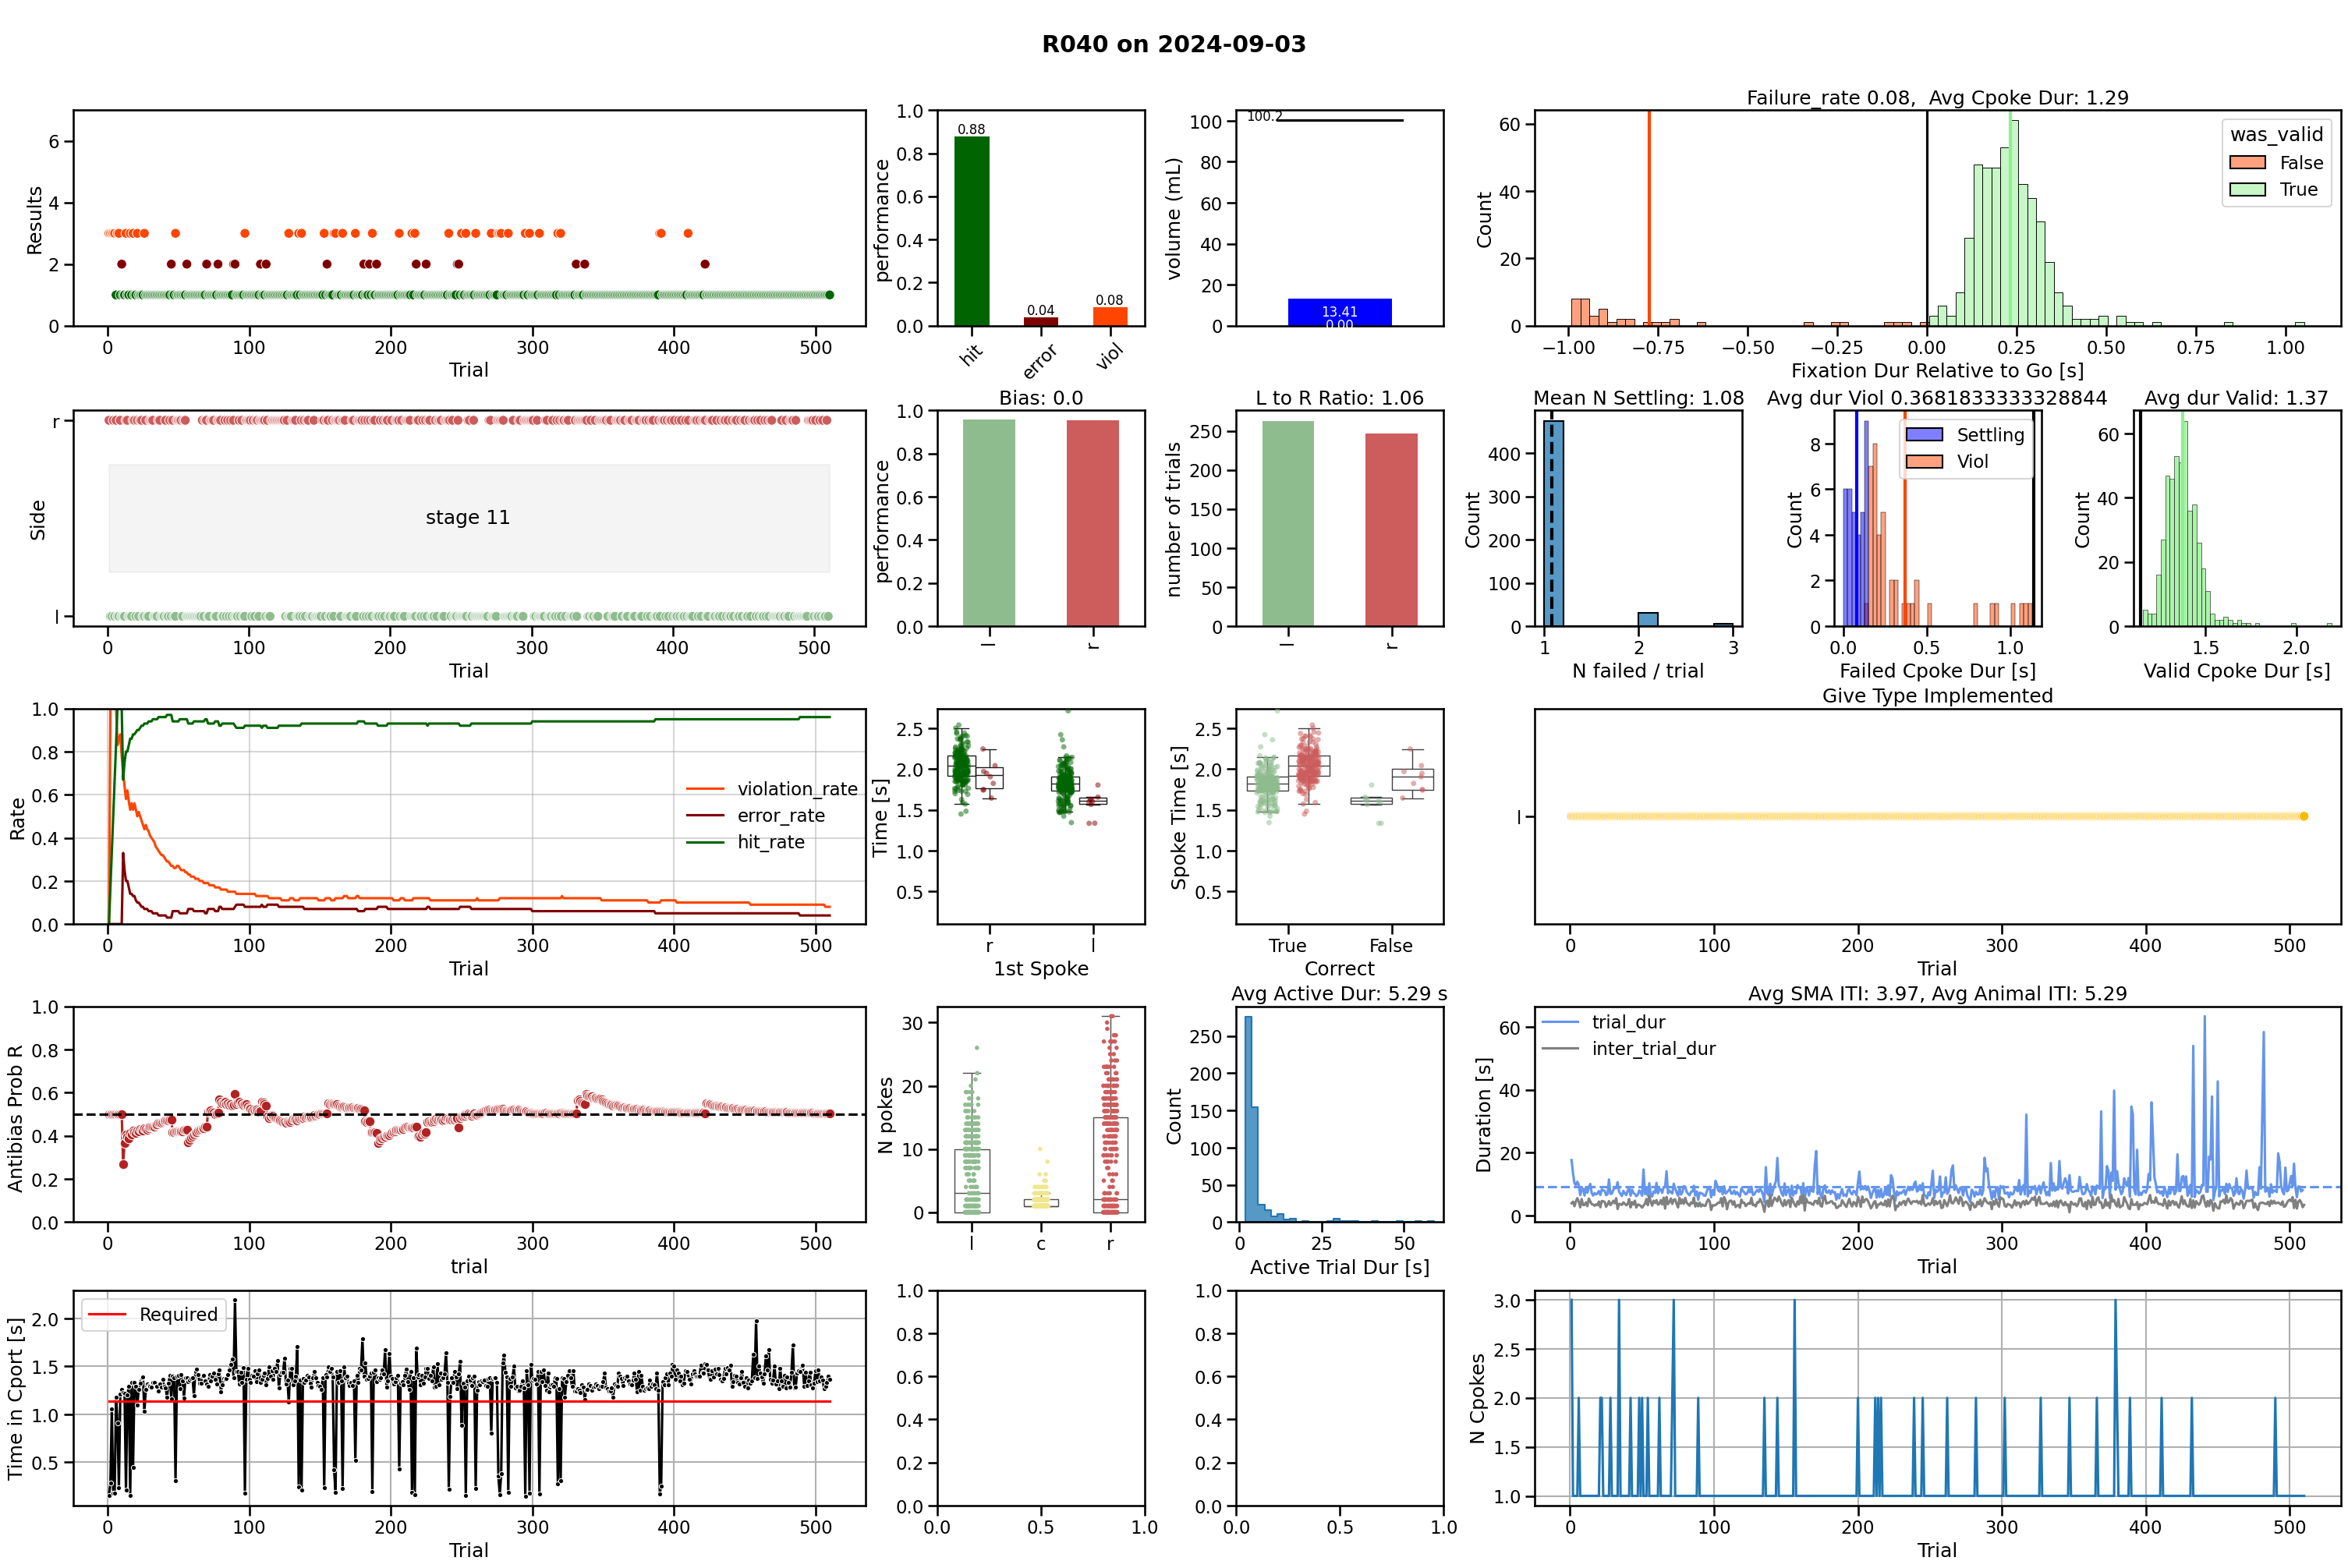 R040 on 2024-09-03
Results
6
4
2
0
0 100 200 300 400 500
Trial
performance
1.0
0.8
0.6
0.4
0.2
0.0
0.88
0.04
0.08
hit error viol
volume (mL)
100
80
60
40
20
0
100.2
13.41
0.00
Failure_rate 0.08,  Avg Cpoke Dur: 1.29
Count
60
40
20
0
was_valid
False
True
−1.00 −0.75 −0.50 −0.25 0.00 0.25 0.50 0.75 1.00
Fixation Dur Relative to Go [s]
Side
r
l
stage 11
0 100 200 300 400 500
Trial
Bias: 0.0
performance
1.0
0.8
0.6
0.4
0.2
0.0
l r
L to R Ratio: 1.06
number of trials
250
200
150
100
50
0
l r
Mean N Settling: 1.08
Count
400
300
200
100
0
1 2 3
N failed / trial
Avg dur Viol 0.3681833333328844
Count
8
6
4
2
0
Settling
Viol
0.0 0.5 1.0
Failed Cpoke Dur [s]
Avg dur Valid: 1.37
Count
60
40
20
0
1.5 2.0
Valid Cpoke Dur [s]
Rate
1.0
0.8
0.6
0.4
0.2
0.0
violation_rate
error_rate
hit_rate
0 100 200 300 400 500
Trial
Time [s]
2.5
2.0
1.5
1.0
0.5
r l
1st Spoke
Spoke Time [s]
2.5
2.0
1.5
1.0
0.5
True False
Correct
Give Type Implemented
l
0 100 200 300 400 500
Trial
Antibias Prob R
1.0
0.8
0.6
0.4
0.2
0.0
0 100 200 300 400 500
trial
N pokes
30
20
10
0
l c r
Avg Active Dur: 5.29 s
Count
250
200
150
100
50
0
0 25 50
Active Trial Dur [s]
Avg SMA ITI: 3.97, Avg Animal ITI: 5.29
Duration [s]
60
40
20
0
trial_dur
inter_trial_dur
0 100 200 300 400 500
Trial
Time in Cport [s]
2.0
1.5
1.0
0.5
Required
0 100 200 300 400 500
Trial
1.0
0.8
0.6
0.4
0.2
0.0
0.0 0.5 1.0
1.0
0.8
0.6
0.4
0.2
0.0
0.0 0.5 1.0
N Cpokes
3.0
2.5
2.0
1.5
1.0
0 100 200 300 400 500
Trial